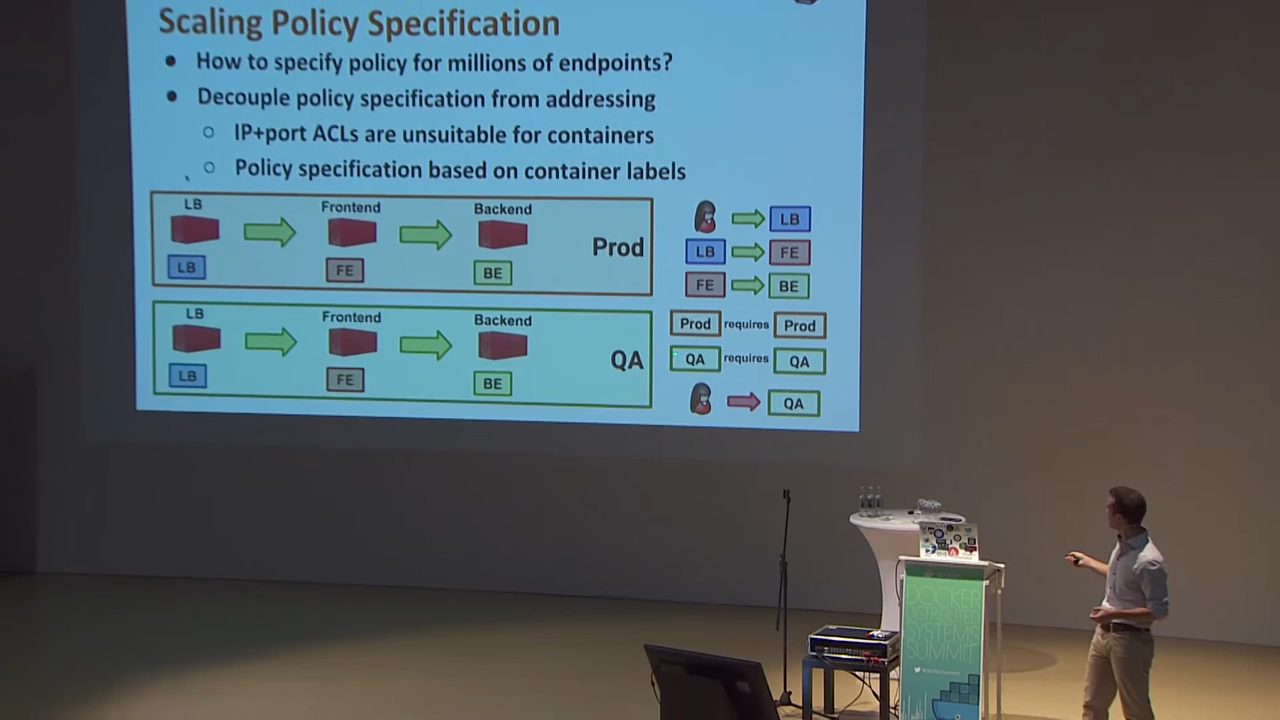 Scaling Policy Specification
● How to specify policy for millions of endpoints?
● Decouple policy specification from addressing
○ IP+port ACLs are unsuitable for containers
○ Policy specification based on container labels
LB Frontend Backend
Prod
LB FE BE
LB Frontend Backend
QA
LB FE BE
LB
LB FE
FE BE
Prod requires Prod
QA requires QA
QA
DOCKER
DISTRIBUTED
SYSTEMS
SUMMIT